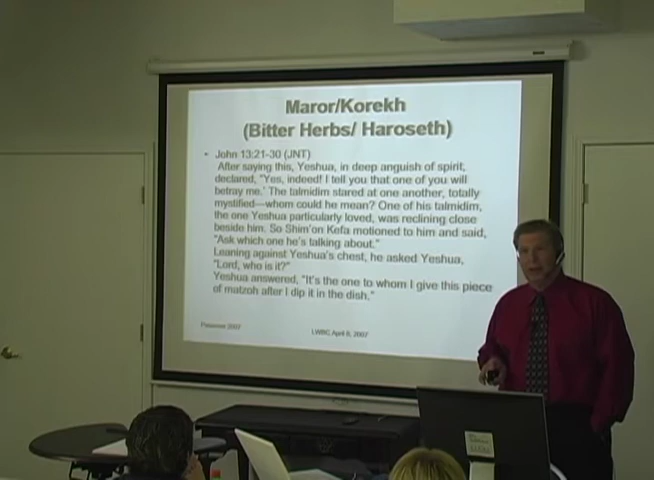 Maror/Korekh
(Bitter Herbs/ Haroseth)
- John 13:21-30 (JNT)
After saying this, Yeshua, in deep anguish of spirit,
declared, "Yes, indeed! I tell you that one of you will
betray me.' The talmidim stared at one another, totally
mystified—whom could he mean? One of his talmidim,
the one Yeshua particularly loved, was reclining close
beside him. So Shim'on Kefa motioned to him and said,
"Ask which one he's talking about."
Leaning against Yeshua's chest, he asked Yeshua,
"Lord, who is it?"
Yeshua answered, "It's the one to whom I give this piece
of matzoh after I dip it in the dish."
Passover 2007
LWBC April 6, 2007